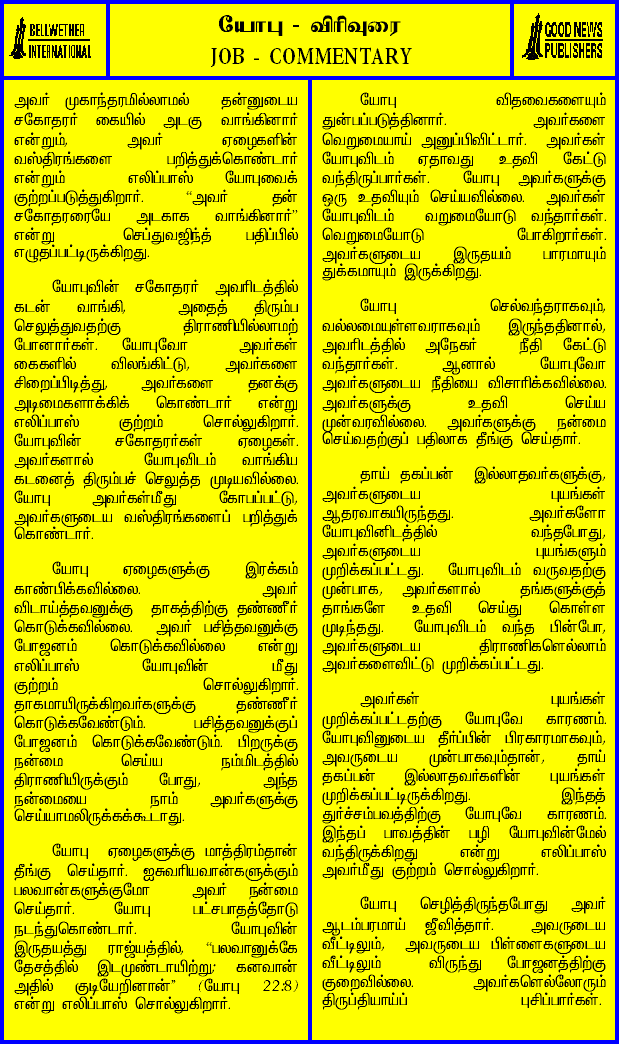 BELLWETHER
INTERNATIONAL
யோபு - விரிவுரை
JOB - COMMENTARY
GOOD NEWS
PUBLISHERS
அவர் முகாந்தரமில்லாமல் தன்னுடைய
சகோதரர் கையில் அடகு வாங்கினார்
என்றும், அவர் ஏழைகளின்
வஸ்திரங்களை பறித்துக்கொண்டார்
என்றும் எலிப்பாஸ் யோபுவைக்
குற்றப்படுத்துகிறார். “அவர் தன்
சகோதரரையே அடகாக வாங்கினார்”
என்று செப்துவஜிந்த் பதிப்பில்
எழுதப்பட்டிருக்கிறது.
யோபுவின் சகோதரர் அவரிடத்தில்
கடன் வாங்கி, அதைத் திரும்ப
செலுத்துவதற்கு திராணியில்லாமற்
போனார்கள். யோபுவோ அவர்கள்
கைகளில் விலங்கிட்டு, அவர்களை
சிறைப்பிடித்து, அவர்களை தனக்கு
அடிமைகளாக்கிக் கொண்டார் என்று
எலிப்பாஸ் குற்றம் சொல்லுகிறார்.
யோபுவின் சகோதரர்கள் ஏழைகள்.
அவர்களால் யோபுவிடம் வாங்கிய
கடனைத் திரும்பச் செலுத்த முடியவில்லை.
யோபு அவர்கள்மீது கோபப்பட்டு,
அவர்களுடைய வஸ்திரங்களைப் பறித்துக்
கொண்டார்.
யோபு ஏழைகளுக்கு இரக்கம்
காண்பிக்கவில்லை. அவர்
விடாய்த்தவனுக்கு தாகத்திற்கு தண்ணீர்
கொடுக்கவில்லை. அவர் பசித்தவனுக்கு
போஜனம் கொடுக்கவில்லை என்று
எலிப்பாஸ் யோபுவின் மீது
குற்றம் சொல்லுகிறார்.
தாகமாயிருக்கிறவர்களுக்கு தண்ணீர்
கொடுக்கவேண்டும். பசித்தவனுக்குப்
போஜனம் கொடுக்கவேண்டும். பிறருக்கு
நன்மை செய்ய நம்மிடத்தில்
திராணியிருக்கும் போது, அந்த
நன்மையை நாம் அவர்களுக்கு
செய்யாமலிருக்கக்கூடாது.
யோபு ஏழைகளுக்கு மாத்திரம்தான்
தீங்கு செய்தார். ஐசுவரியவான்களுக்கும்
பலவான்களுக்குமோ அவர் நன்மை
செய்தார். யோபு பட்சபாதத்தோடு
நடந்துகொண்டார். யோபுவின்
இருதயத்து ராஜ்யத்தில், “பலவானுக்கே
தேசத்தில் இடமுண்டாயிற்று; கனவான்
அதில் குடியேறினான்” (யோபு 22:8)
என்று எலிப்பாஸ் சொல்லுகிறார்.
யோபு விதவைகளையும்
துன்பப்படுத்தினார். அவர்களை
வெறுமையாய் அனுப்பிவிட்டார். அவர்கள்
யோபுவிடம் ஏதாவது உதவி கேட்டு
வந்திருப்பார்கள். யோபு அவர்களுக்கு
ஒரு உதவியும் செய்யவில்லை. அவர்கள்
யோபுவிடம் வறுமையோடு வந்தார்கள்.
வெறுமையோடு போகிறார்கள்.
அவர்களுடைய இருதயம் பாரமாயும்
துக்கமாயும் இருக்கிறது.
யோபு செல்வந்தராகவும்,
வல்லமையுள்ளவராகவும் இருந்ததினால்,
அவரிடத்தில் அநேகர் நீதி கேட்டு
வந்தார்கள். ஆனால் யோபுவோ
அவர்களுடைய நீதியை விசாரிக்கவில்லை.
அவர்களுக்கு உதவி செய்ய
முன்வரவில்லை. அவர்களுக்கு நன்மை
செய்வதற்குப் பதிலாக தீங்கு செய்தார்.
தாய் தகப்பன் இல்லாதவர்களுக்கு,
அவர்களுடைய புயங்கள்
ஆதரவாகயிருந்தது. அவர்களோ
யோபுவினிடத்தில் வந்தபோது,
அவர்களுடைய புயங்களும்
முறிக்கப்பட்டது. யோபுவிடம் வருவதற்கு
முன்பாக, அவர்களால் தங்களுக்குத்
தாங்களே உதவி செய்து கொள்ள
முடிந்தது. யோபுவிடம் வந்த பின்போ,
அவர்களுடைய திராணிகளெல்லாம்
அவர்களைவிட்டு முறிக்கப்பட்டது.
அவர்கள் புயங்கள்
முறிக்கப்பட்டதற்கு யோபுவே காரணம்.
யோபுவினுடைய தீர்ப்பின் பிரகாரமாகவும்,
அவருடைய முன்பாகவும்தான், தாய்
தகப்பன் இல்லாதவர்களின் புயங்கள்
முறிக்கப்பட்டிருக்கிறது. இந்தத்
துர்ச்சம்பவத்திற்கு யோபுவே காரணம்.
இந்தப் பாவத்தின் பழி யோபுவின்மேல்
வந்திருக்கிறது என்று எலிப்பாஸ்
அவர்மீது குற்றம் சொல்லுகிறார்.
யோபு செழித்திருந்தபோது அவர்
ஆடம்பரமாய் ஜீவித்தார். அவருடைய
வீட்டிலும், அவருடைய பிள்ளைகளுடைய
வீட்டிலும் விருந்து போஜனத்திற்கு
குறைவில்லை. அவர்களெல்லோரும்
திருப்தியாய்ப் புசிப்பார்கள்.